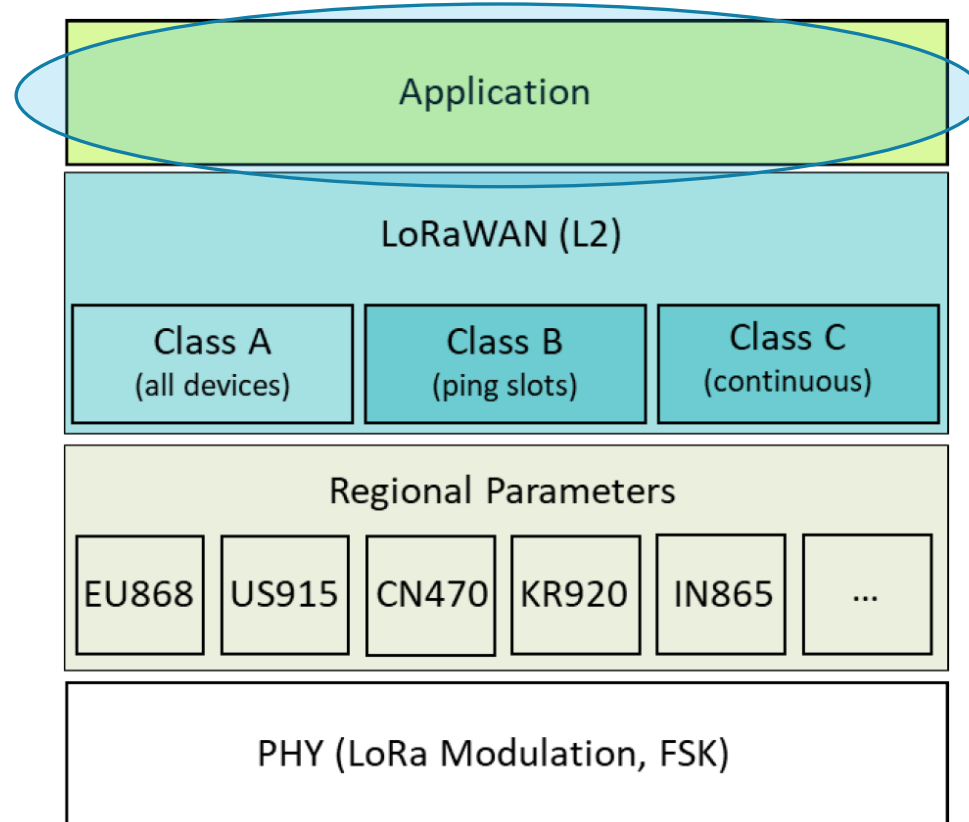 Application
LoRaWAN (L2)
Class A
(all devices)
Class B
(ping slots)
Class C
(continuous)
Regional Parameters
EU868
US915
CN470
KR920
IN865
...
PHY (LoRa Modulation, FSK)